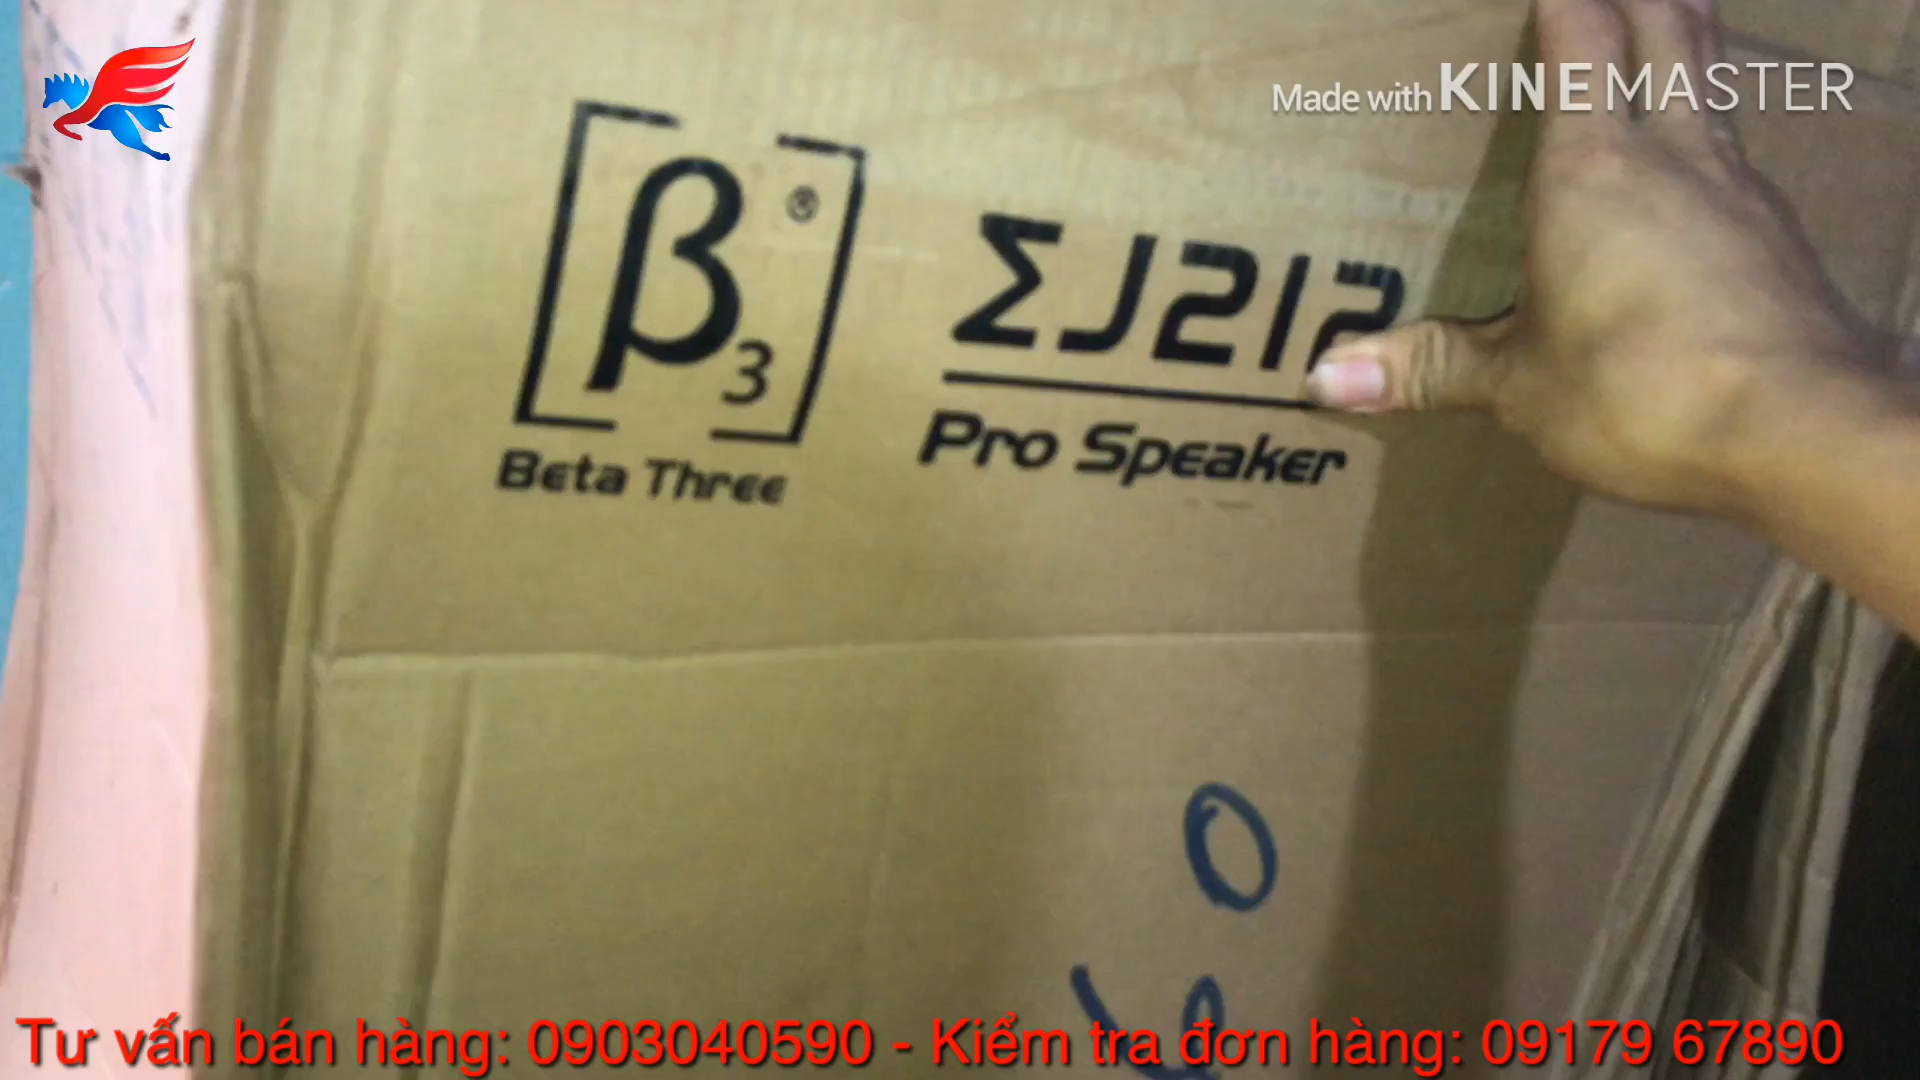 Made with KINEMASTER
β3 ®
ΣJ212
Beta Three
Pro Speaker
0
Tư vấn bán hàng: 0903040590 - Kiểm tra đơn hàng: 09179 67890